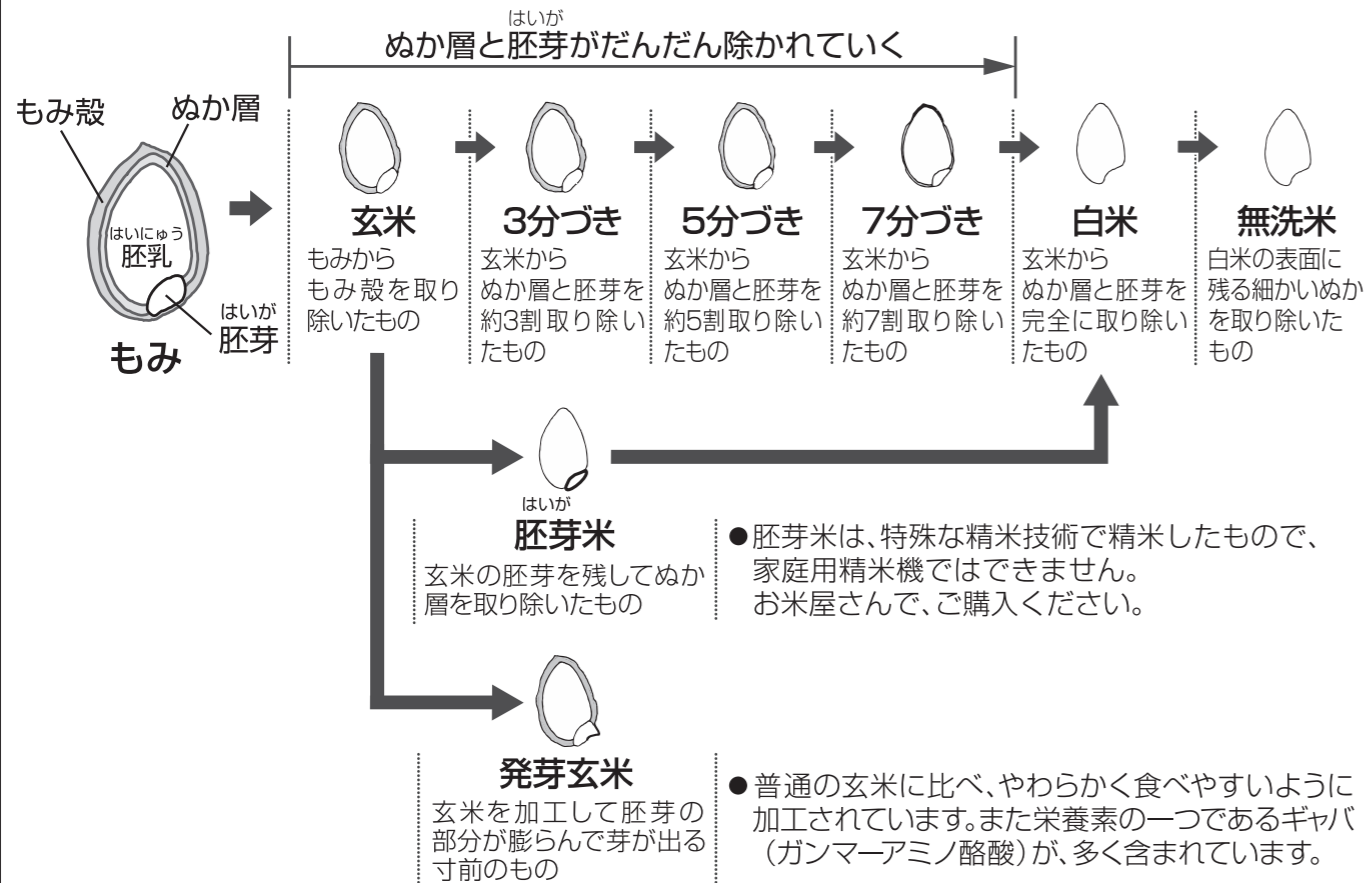 はいが
ぬか層と胚芽がだんだん除かれていく
もみ殻
ぬか層
はいにゅう
胚乳
はいが
胚芽
もみ
玄米
もみから
もみ殻を取り
除いたもの
3分づき
玄米から
ぬか層と胚芽を
約3割取り除い
たもの
5分づき
玄米から
ぬか層と胚芽を
約5割取り除い
たもの
7分づき
玄米から
ぬか層と胚芽を
約7割取り除い
たもの
白米
玄米から
ぬか層と胚芽を
完全に取り除い
たもの
無洗米
白米の表面に
残る細かいぬか
を取り除いた
もの
はいが
胚芽米
玄米の胚芽を残してぬか
層を取り除いたもの
●胚芽米は、特殊な精米技術で精米したもので、
家庭用精米機ではできません。
お米屋さんで、ご購入ください。
発芽玄米
玄米を加工して胚芽の
部分が膨らんで芽が出る
寸前のもの
●普通の玄米に比べ、やわらかく食べやすいように
加工されています。また栄養素の一つであるギャバ
(ガンマーアミノ酪酸)が、多く含まれています。